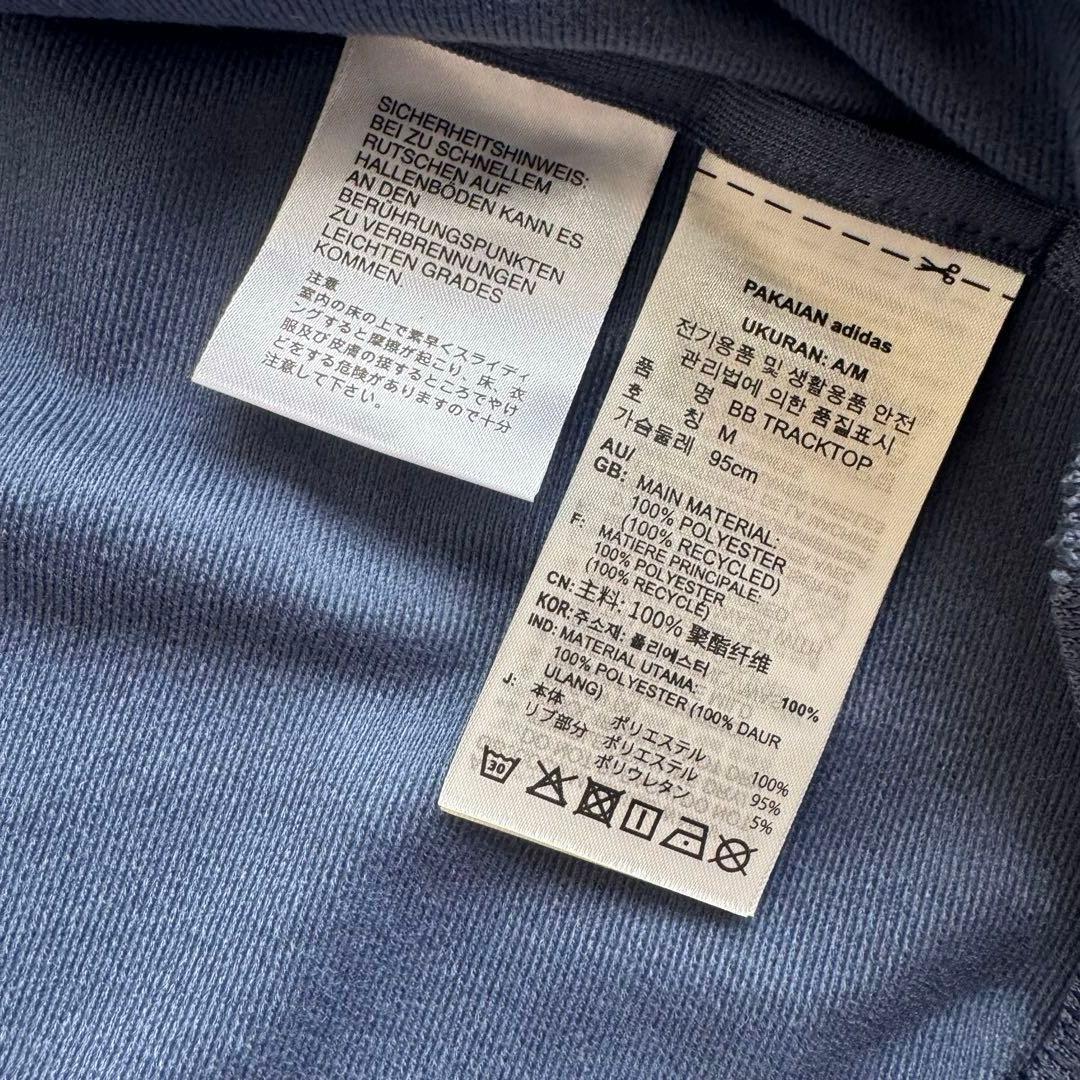 SICHERHEITSHINWEIS:
BEI ZU SCHNELLEM
RUTSCHEN AUF
HALLENBÖDEN KANN ES
AN DEN
BERÜHRUNGSPUNKTEN
ZU VERBRENNUNGEN
LEICHTEN GRADES
KOMMEN.
注意
室内の床の上で素早くスライディ
ングすると摩擦が起こり、床、衣
服及び皮膚の接するところでやけ
どをする危険がありますので十分
注意して下さい。
PAKAIAN adidas
UKURAN: A/M
전기용품 및 생활용품 안전
관리법에 의한 품질표시
품 명 BB TRACKTOP
호 칭 M
가슴둘레 95cm
AU/
GB: MAIN MATERIAL:
100% POLYESTER
(100% RECYCLED)
F: MATIERE PRINCIPALE:
100% POLYESTER
(100% RECYCLÉ)
CN: 主料: 100% 聚酯纤维
KOR: 주소재: 폴리에스터 100%
IND: MATERIAL UTAMA:
100% POLYESTER (100% DAUR
ULANG)
J: 本体 ポリエステル 100%
リブ部分 ポリエステル 95%
ポリウレタン 5%
30